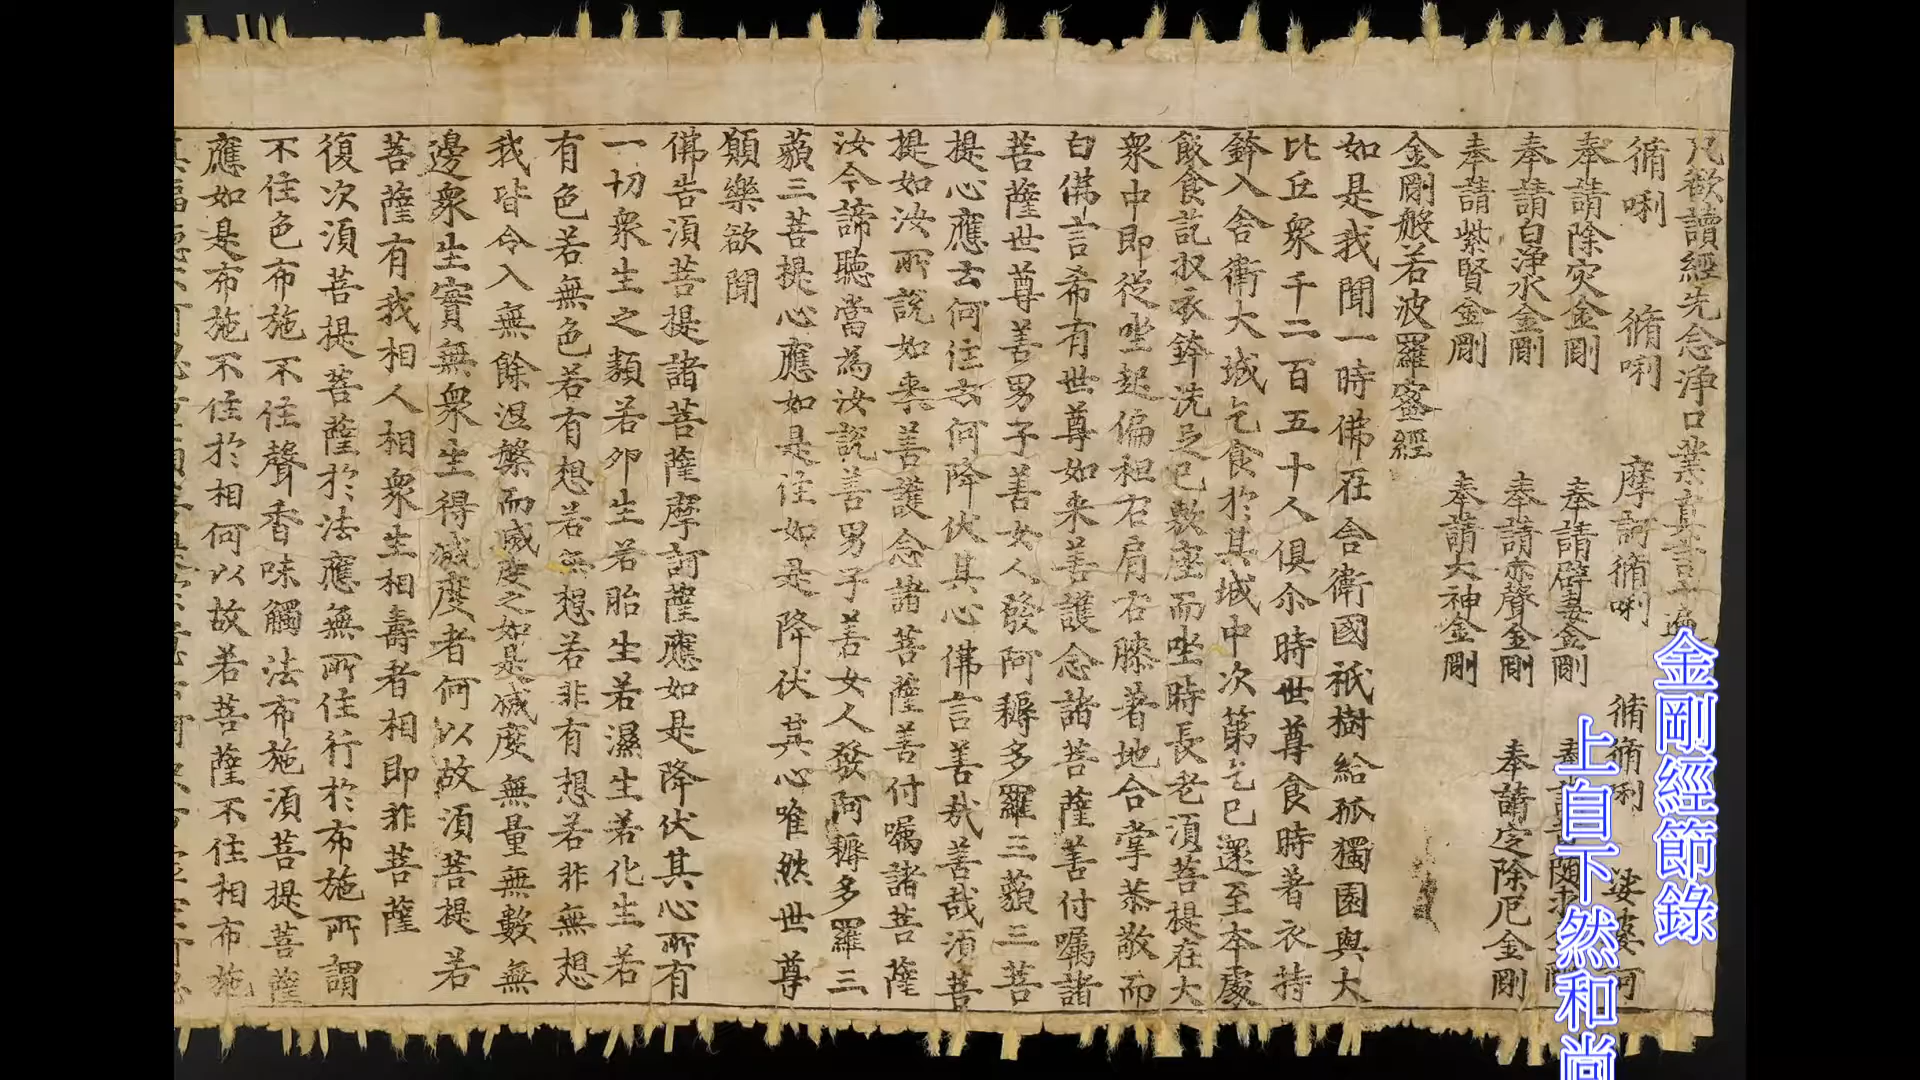 凡欲讀經先念淨口業真言一遍
脩唎 脩唎 摩訶脩唎 脩脩唎 娑婆訶
奉請除灾金剛 奉請辟毒金剛
奉請白淨水金剛 奉請赤聲金剛 奉請定除厄金剛
奉請紫賢金剛 奉請大神金剛
金剛般若波羅蜜經
如是我聞一時佛在舍衛國祇樹給孤獨園與大
比丘眾千二百五十人俱尒時世尊食時著衣持
鉢入舍衛大城乞食於其城中次第乞已還至本處
飯食訖収衣鉢洗足已敷座而坐時長老須菩提在大
眾中即從坐起偏袒右肩右膝著地合掌恭敬而
白佛言希有世尊如来善護念諸菩薩善付囑諸
菩薩世尊善男子善女人發阿耨多羅三藐三菩
提心應云何住云何降伏其心佛言善哉善哉須菩
提如汝所說如来善護念諸菩薩善付囑諸菩薩
汝今諦聽當為汝說善男子善女人發阿耨多羅三
藐三菩提心應如是住如是降伏其心唯然世尊
願樂欲聞
佛告須菩提諸菩薩摩訶薩應如是降伏其心所有
一切眾生之類若卵生若胎生若濕生若化生若
有色若無色若有想若無想若非有想若非無想
我皆令入無餘涅槃而滅度之如是滅度無量無數無
邊眾生實無眾生得滅度者何以故須菩提若
菩薩有我相人相眾生相壽者相即非菩薩
復次須菩提菩薩於法應無所住行於布施所謂
不住色布施不住聲香味觸法布施須菩提菩薩
應如是布施不住於相何以故若菩薩不住相布施
金剛經節錄
上自下然和尚